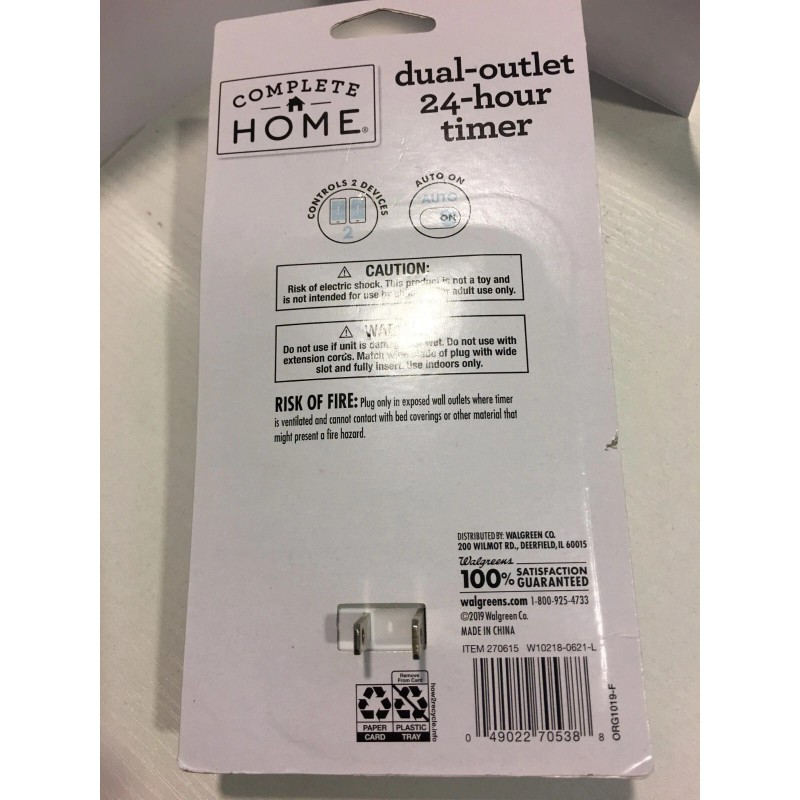 COMPLETE
HOME®
dual-outlet
24-hour
timer
CONTROLS 2 DEVICES
2
AUTO ON
AUTO
ON
⚠ CAUTION:
Risk of electric shock. This product is not a toy and
is not intended for use by adult use only.
⚠
Do not use if unit is wet. Do not use with
extension cords. Match wide blade of plug with wide
slot and fully insert. Use indoors only.
RISK OF FIRE: Plug only in exposed wall outlets where timer
is ventilated and cannot contact with bed coverings or other material that
might present a fire hazard.
DISTRIBUTED BY: WALGREEN CO.
200 WILMOT RD., DEERFIELD, IL 60015
Walgreens
100% SATISFACTION
GUARANTEED
walgreens.com 1-800-925-4733
©2019 Walgreen Co.
MADE IN CHINA
ITEM 270615 W10218-0621-L
Remove
From Card
PAPER
CARD
PLASTIC
TRAY
how2recycle.info
0 49022 70538 8
ORG1019-F